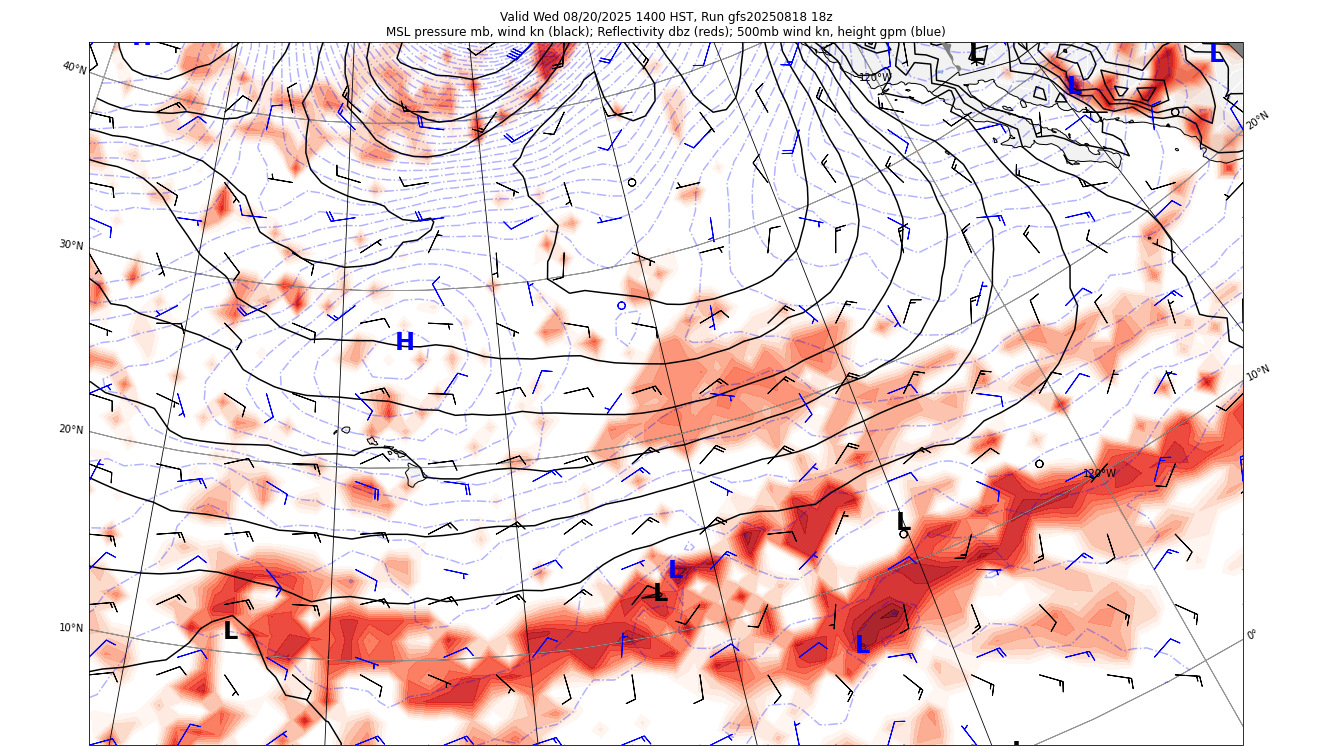 Valid Wed 08/20/2025 1400 HST, Run gfs20250818 18z
MSL pressure mb, wind kn (black); Reflectivity dbz (reds); 500mb wind kn, height gpm (blue)
H
L
L
40°N
120°W
L
20°N
30°N
H
10°N
20°N
120°W
L
L
L
10°N
L
L
0°